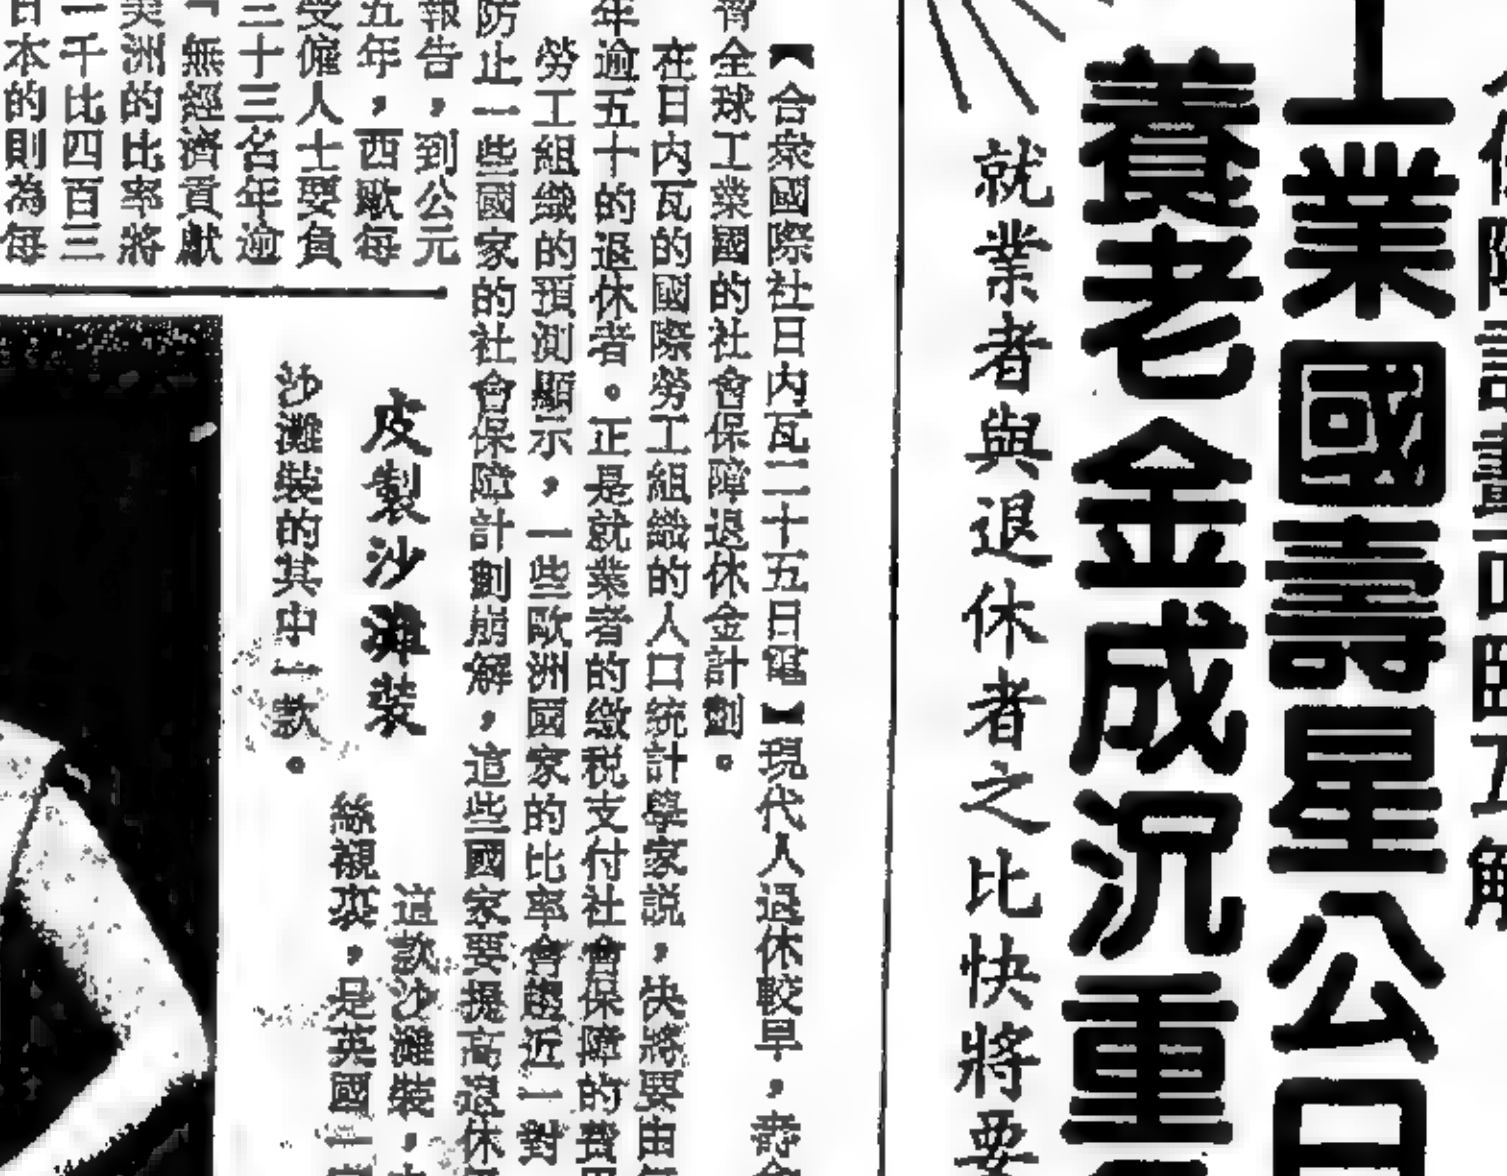 工業國壽星公日
養老金成沉重
就業者與退休者之比快將要
【合衆國際社日內瓦二十五日電】現代人退休較早，壽命
全球工業國的社會保障退休金計劃。
在日內瓦的國際勞工組織的人口統計學家説，快將要由
年逾五十的退休者。正是就業者的繳税支付社會保障的費用
勞工組織的預測顯示，一些歐洲國家的比率會趨近一對
防止一些國家的社會保障計劃崩解，這些國家要提高退休
報告，到公元
五年，西歐每
受僱人士要負
三十三名年逾
「無經濟貢獻
美洲的比率將
一千比四百三
日本的則為每
皮製沙灘裝
這款沙灘裝，
是英國
沙灘裝的其中一款。